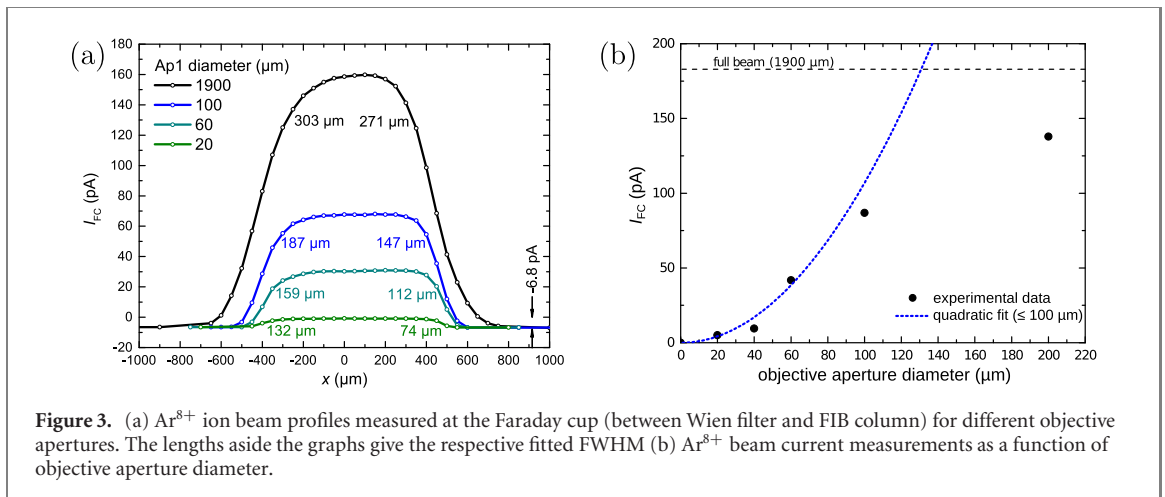 (a)
180
160
140
120
100
80
60
40
20
0
-20
I_FC (pA)
Ap1 diameter (µm)
1900
100
60
20
303 µm 271 µm
187 µm 147 µm
159 µm 112 µm
132 µm 74 µm
-6.8 pA
-1000 -800 -600 -400 -200 0 200 400 600 800 1000
x (µm)
(b)
200
150
100
50
0
I_FC (pA)
full beam (1900 µm)
experimental data
quadratic fit (≤ 100 µm)
0 20 40 60 80 100 120 140 160 180 200 220
objective aperture diameter (µm)
Figure 3. (a) Ar⁸⁺ ion beam profiles measured at the Faraday cup (between Wien filter and FIB column) for different objective
apertures. The lengths aside the graphs give the respective fitted FWHM (b) Ar⁸⁺ beam current measurements as a function of
objective aperture diameter.